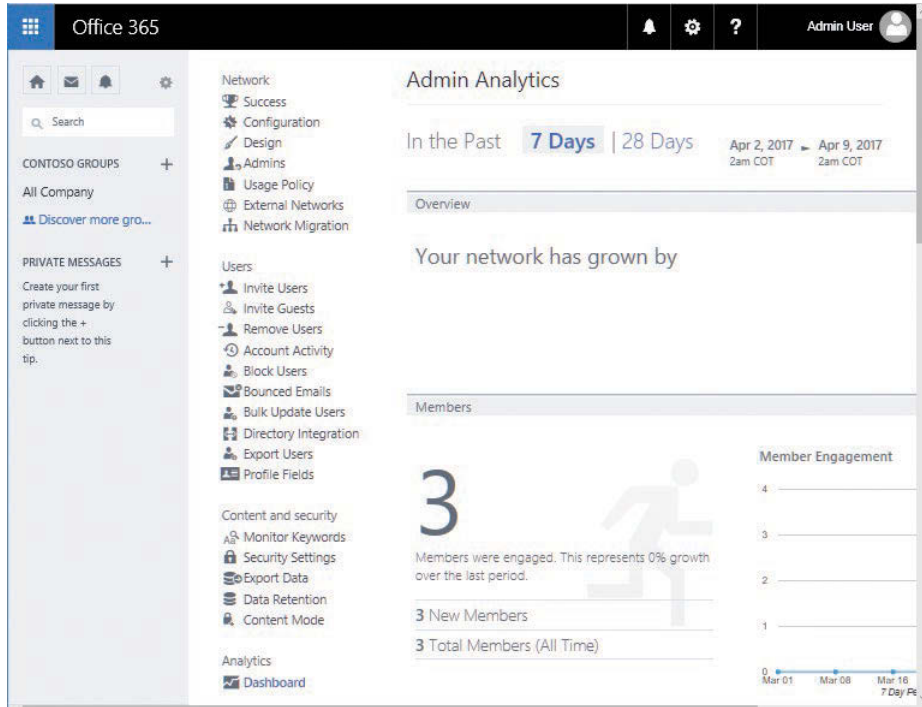 Office 365
?
Admin User
Search
CONTOSO GROUPS +
All Company
Discover more gro...
PRIVATE MESSAGES +
Create your first
private message by
clicking the +
button next to this
tip.
Network
Success
Configuration
Design
Admins
Usage Policy
External Networks
Network Migration
Users
Invite Users
Invite Guests
Remove Users
Account Activity
Block Users
Bounced Emails
Bulk Update Users
Directory Integration
Export Users
Profile Fields
Content and security
Monitor Keywords
Security Settings
Export Data
Data Retention
Content Mode
Analytics
Dashboard
Admin Analytics
In the Past 7 Days | 28 Days
Apr 2, 2017 Apr 9, 2017
2am COT 2am COT
Overview
Your network has grown by
Members
3
Members were engaged. This represents 0% growth
over the last period.
3 New Members
3 Total Members (All Time)
Member Engagement
4
3
2
1
0
Mar 01 Mar 08 Mar 16
7 Day Pe